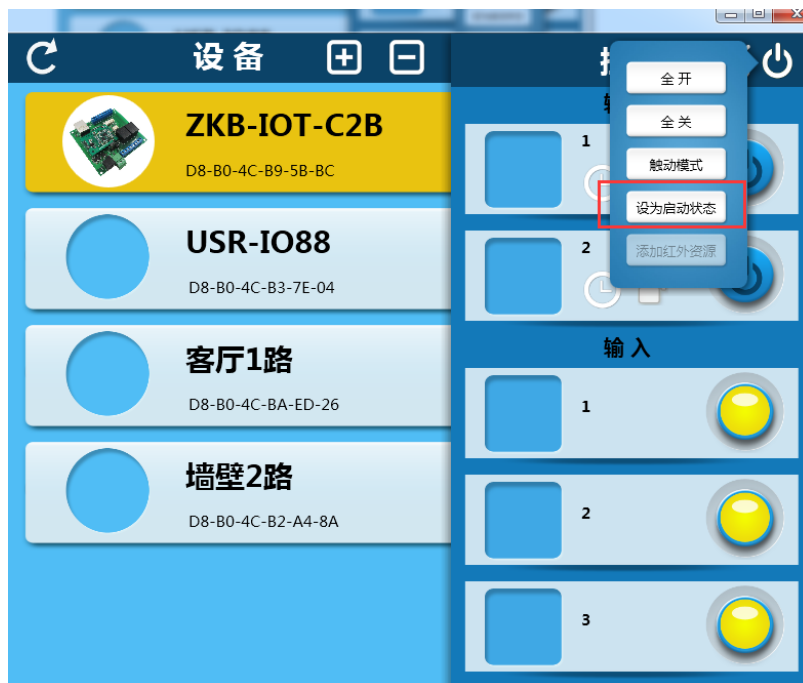 设备
ZKB-IOT-C2B
D8-B0-4C-B9-5B-BC
USR-IO88
D8-B0-4C-B3-7E-04
客厅1路
D8-B0-4C-BA-ED-26
墙壁2路
D8-B0-4C-B2-A4-8A
全开
全关
触动模式
设为启动状态
添加红外资源
1
2
输入
1
2
3